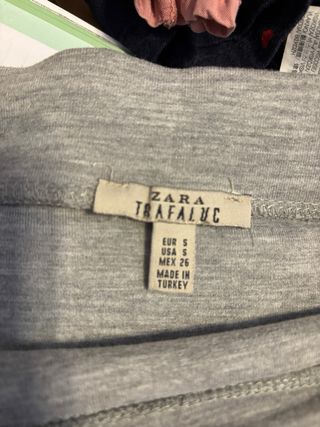 ZARA
TRAFALUC
EUR S
USA S
MEX 26
MADE IN
TURKEY